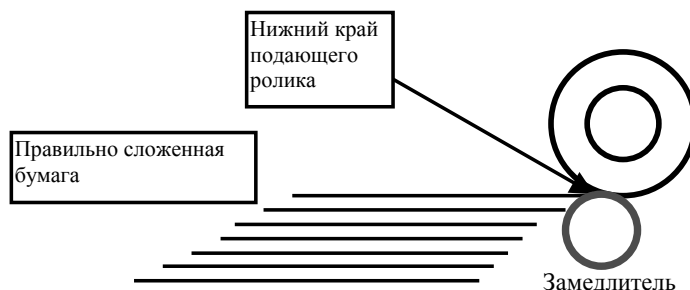 Нижний край
подающего
ролика
Правильно сложенная
бумага
Замедлитель